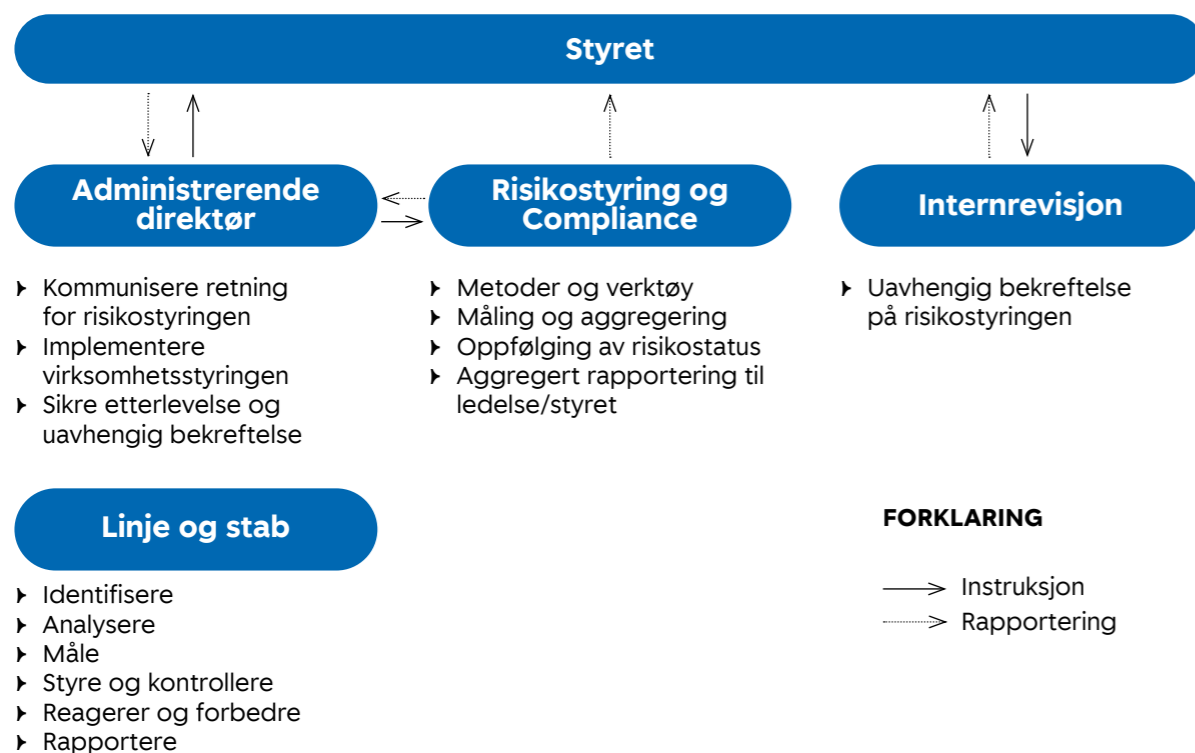 Styret
Administrerende
direktør
Kommunisere retning
for risikostyringen
Implementere
virksomhetsstyringen
Sikre etterlevelse og
uavhengig bekreftelse
Risikostyring og
Compliance
Metoder og verktøy
Måling og aggregering
Oppfølging av risikostatus
Aggregert rapportering til
ledelse/styret
Internrevisjon
Uavhengig bekreftelse
på risikostyringen
Linje og stab
Identifisere
Analysere
Måle
Styre og kontrollere
Reagerer og forbedre
Rapportere
FORKLARING
Instruksjon
Rapportering